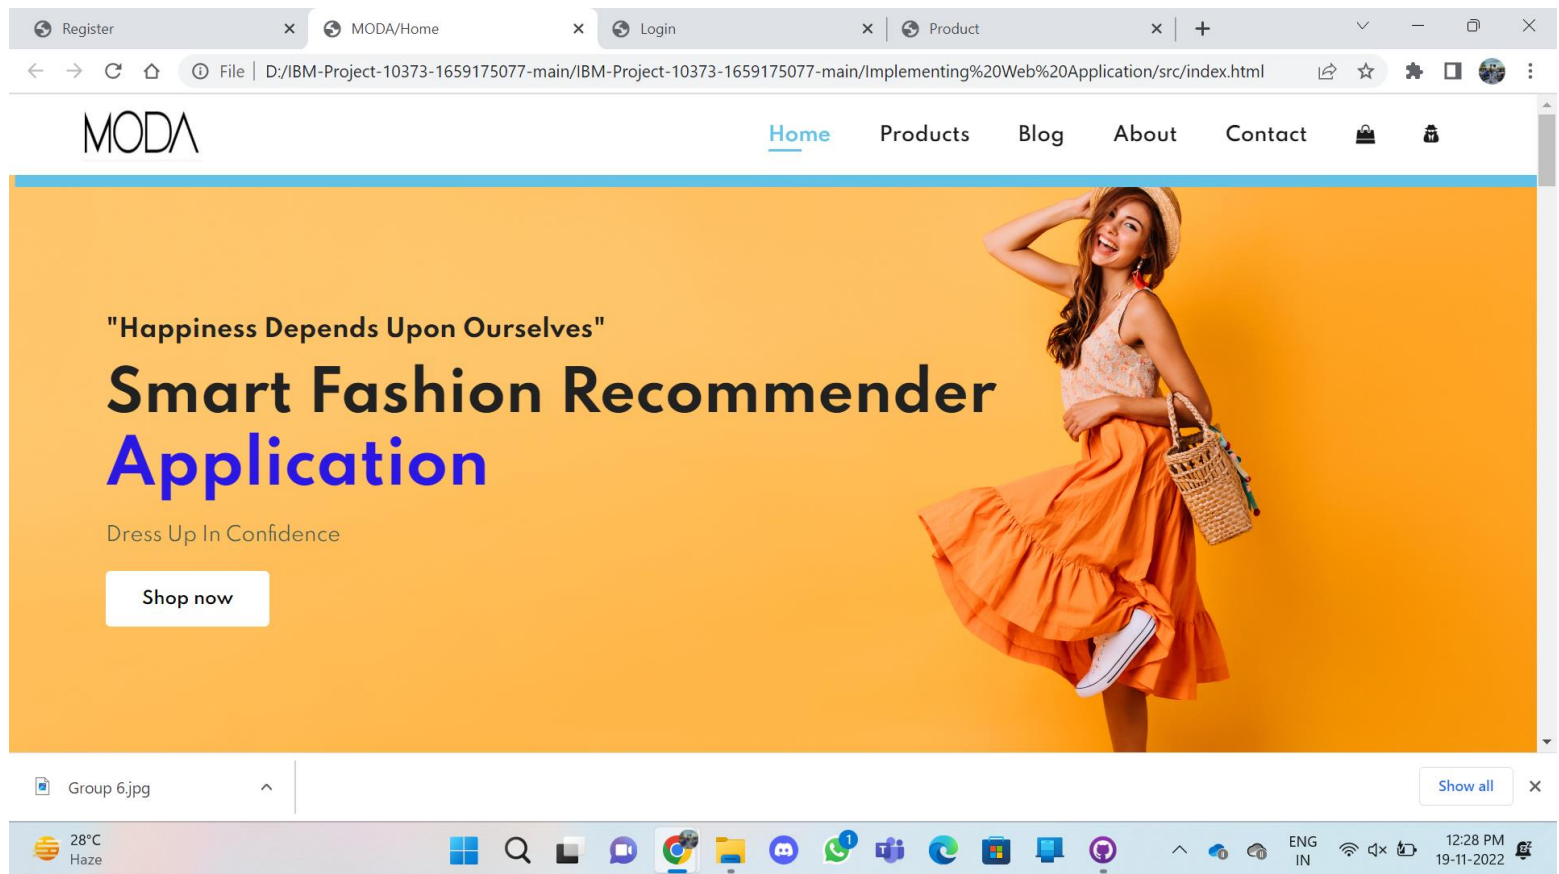 Register
MODA/Home
Login
Product
File
D:/IBM-Project-10373-1659175077-main/IBM-Project-10373-1659175077-main/Implementing%20Web%20Application/src/index.html
MODA
Home
Products
Blog
About
Contact
"Happiness Depends Upon Ourselves"
Smart Fashion Recommender
Application
Dress Up In Confidence
Shop now
Group 6.jpg
Show all
28°C
Haze
1
ENG
IN
12:28 PM
19-11-2022